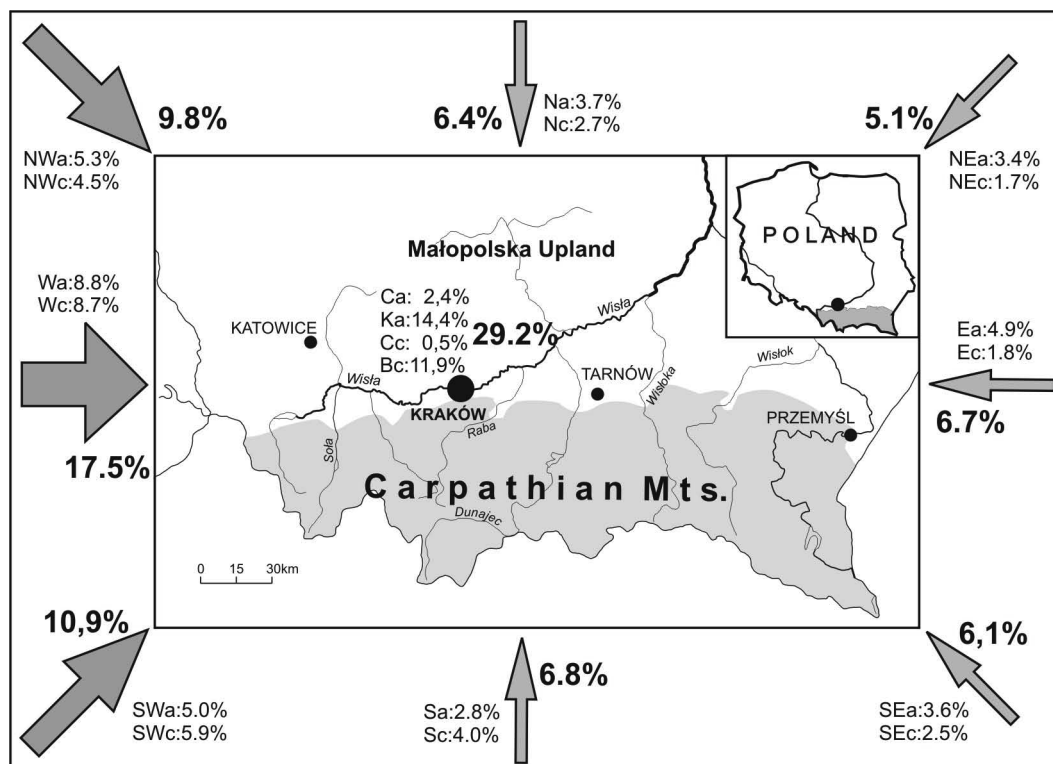 9.8%
6.4%
Na:3.7%
Nc:2.7%
5.1%
NWa:5.3%
NWc:4.5%
NEa:3.4%
NEc:1.7%
POLAND
Małopolska Upland
Wa:8.8%
Wc:8.7%
Ca: 2,4%
Ka:14,4%
Cc: 0,5%
Bc:11,9%
29.2%
Wisła
KATOWICE
Ea:4.9%
Ec:1.8%
Wisłok
Wisła
TARNÓW
Wisłoka
KRAKÓW
Raba
PRZEMYŚL
6.7%
17.5%
Soła
Carpathian Mts.
Dunajec
0 15 30km
10,9%
6,1%
6.8%
SWa:5.0%
SWc:5.9%
Sa:2.8%
Sc:4.0%
SEa:3.6%
SEc:2.5%